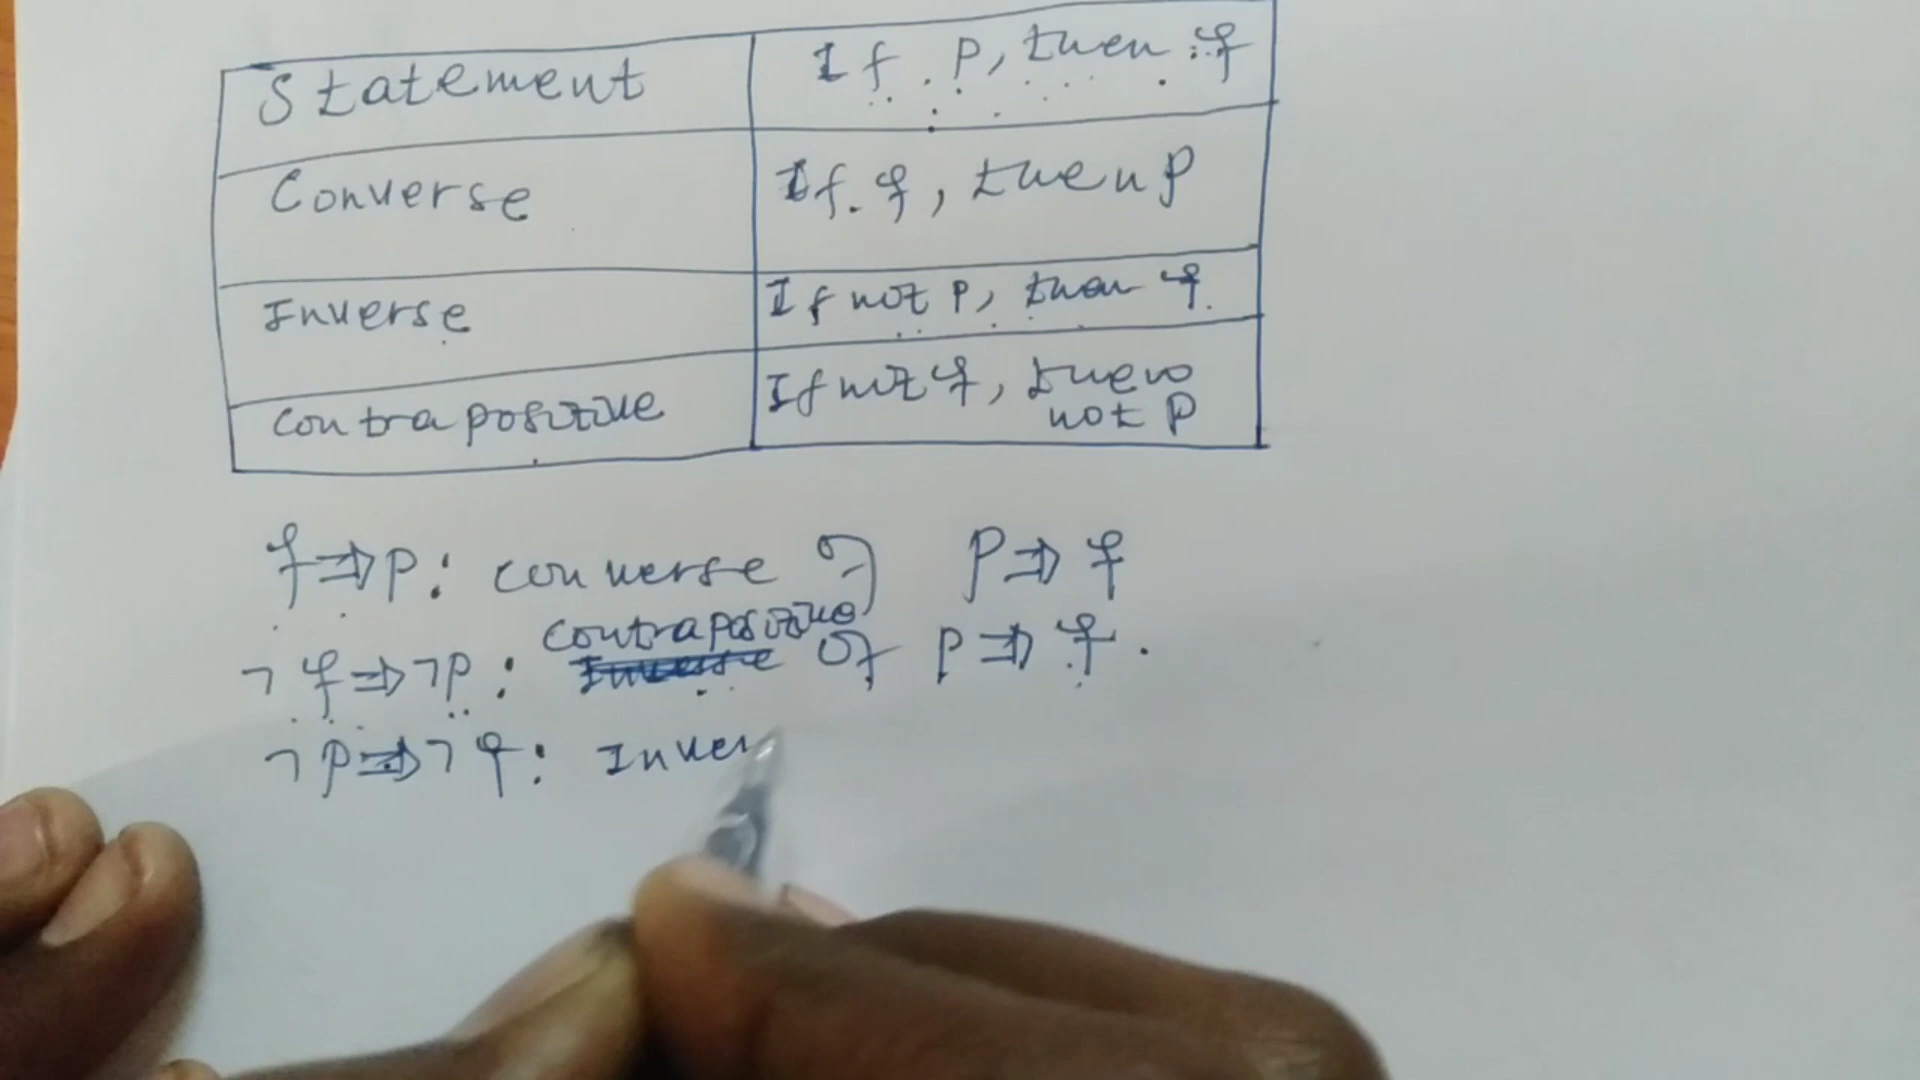 Statement If p, then q
Converse If q, then p
Inverse If not p, then q.
Contrapositive If not q, then
not p
q ⇒ p : converse of p ⇒ q
contrapositive
¬q ⇒ ¬p : Inverse of p ⇒ q.
¬p ⇒ ¬q : Inver